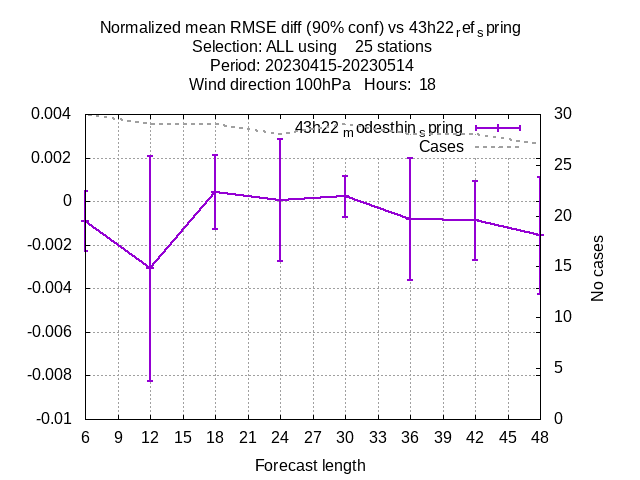 Normalized mean RMSE diff (90% conf) vs 43h22refspring
Selection: ALL using 25 stations
Period: 20230415-20230514
Wind direction 100hPa Hours: 18
0.004 30
43h22modesthinspring
Cases
0.002 25
0 20
-0.002
15
-0.004
No cases
10
-0.006
-0.008 5
-0.01 0
6 9 12 15 18 21 24 27 30 33 36 39 42 45 48
Forecast length